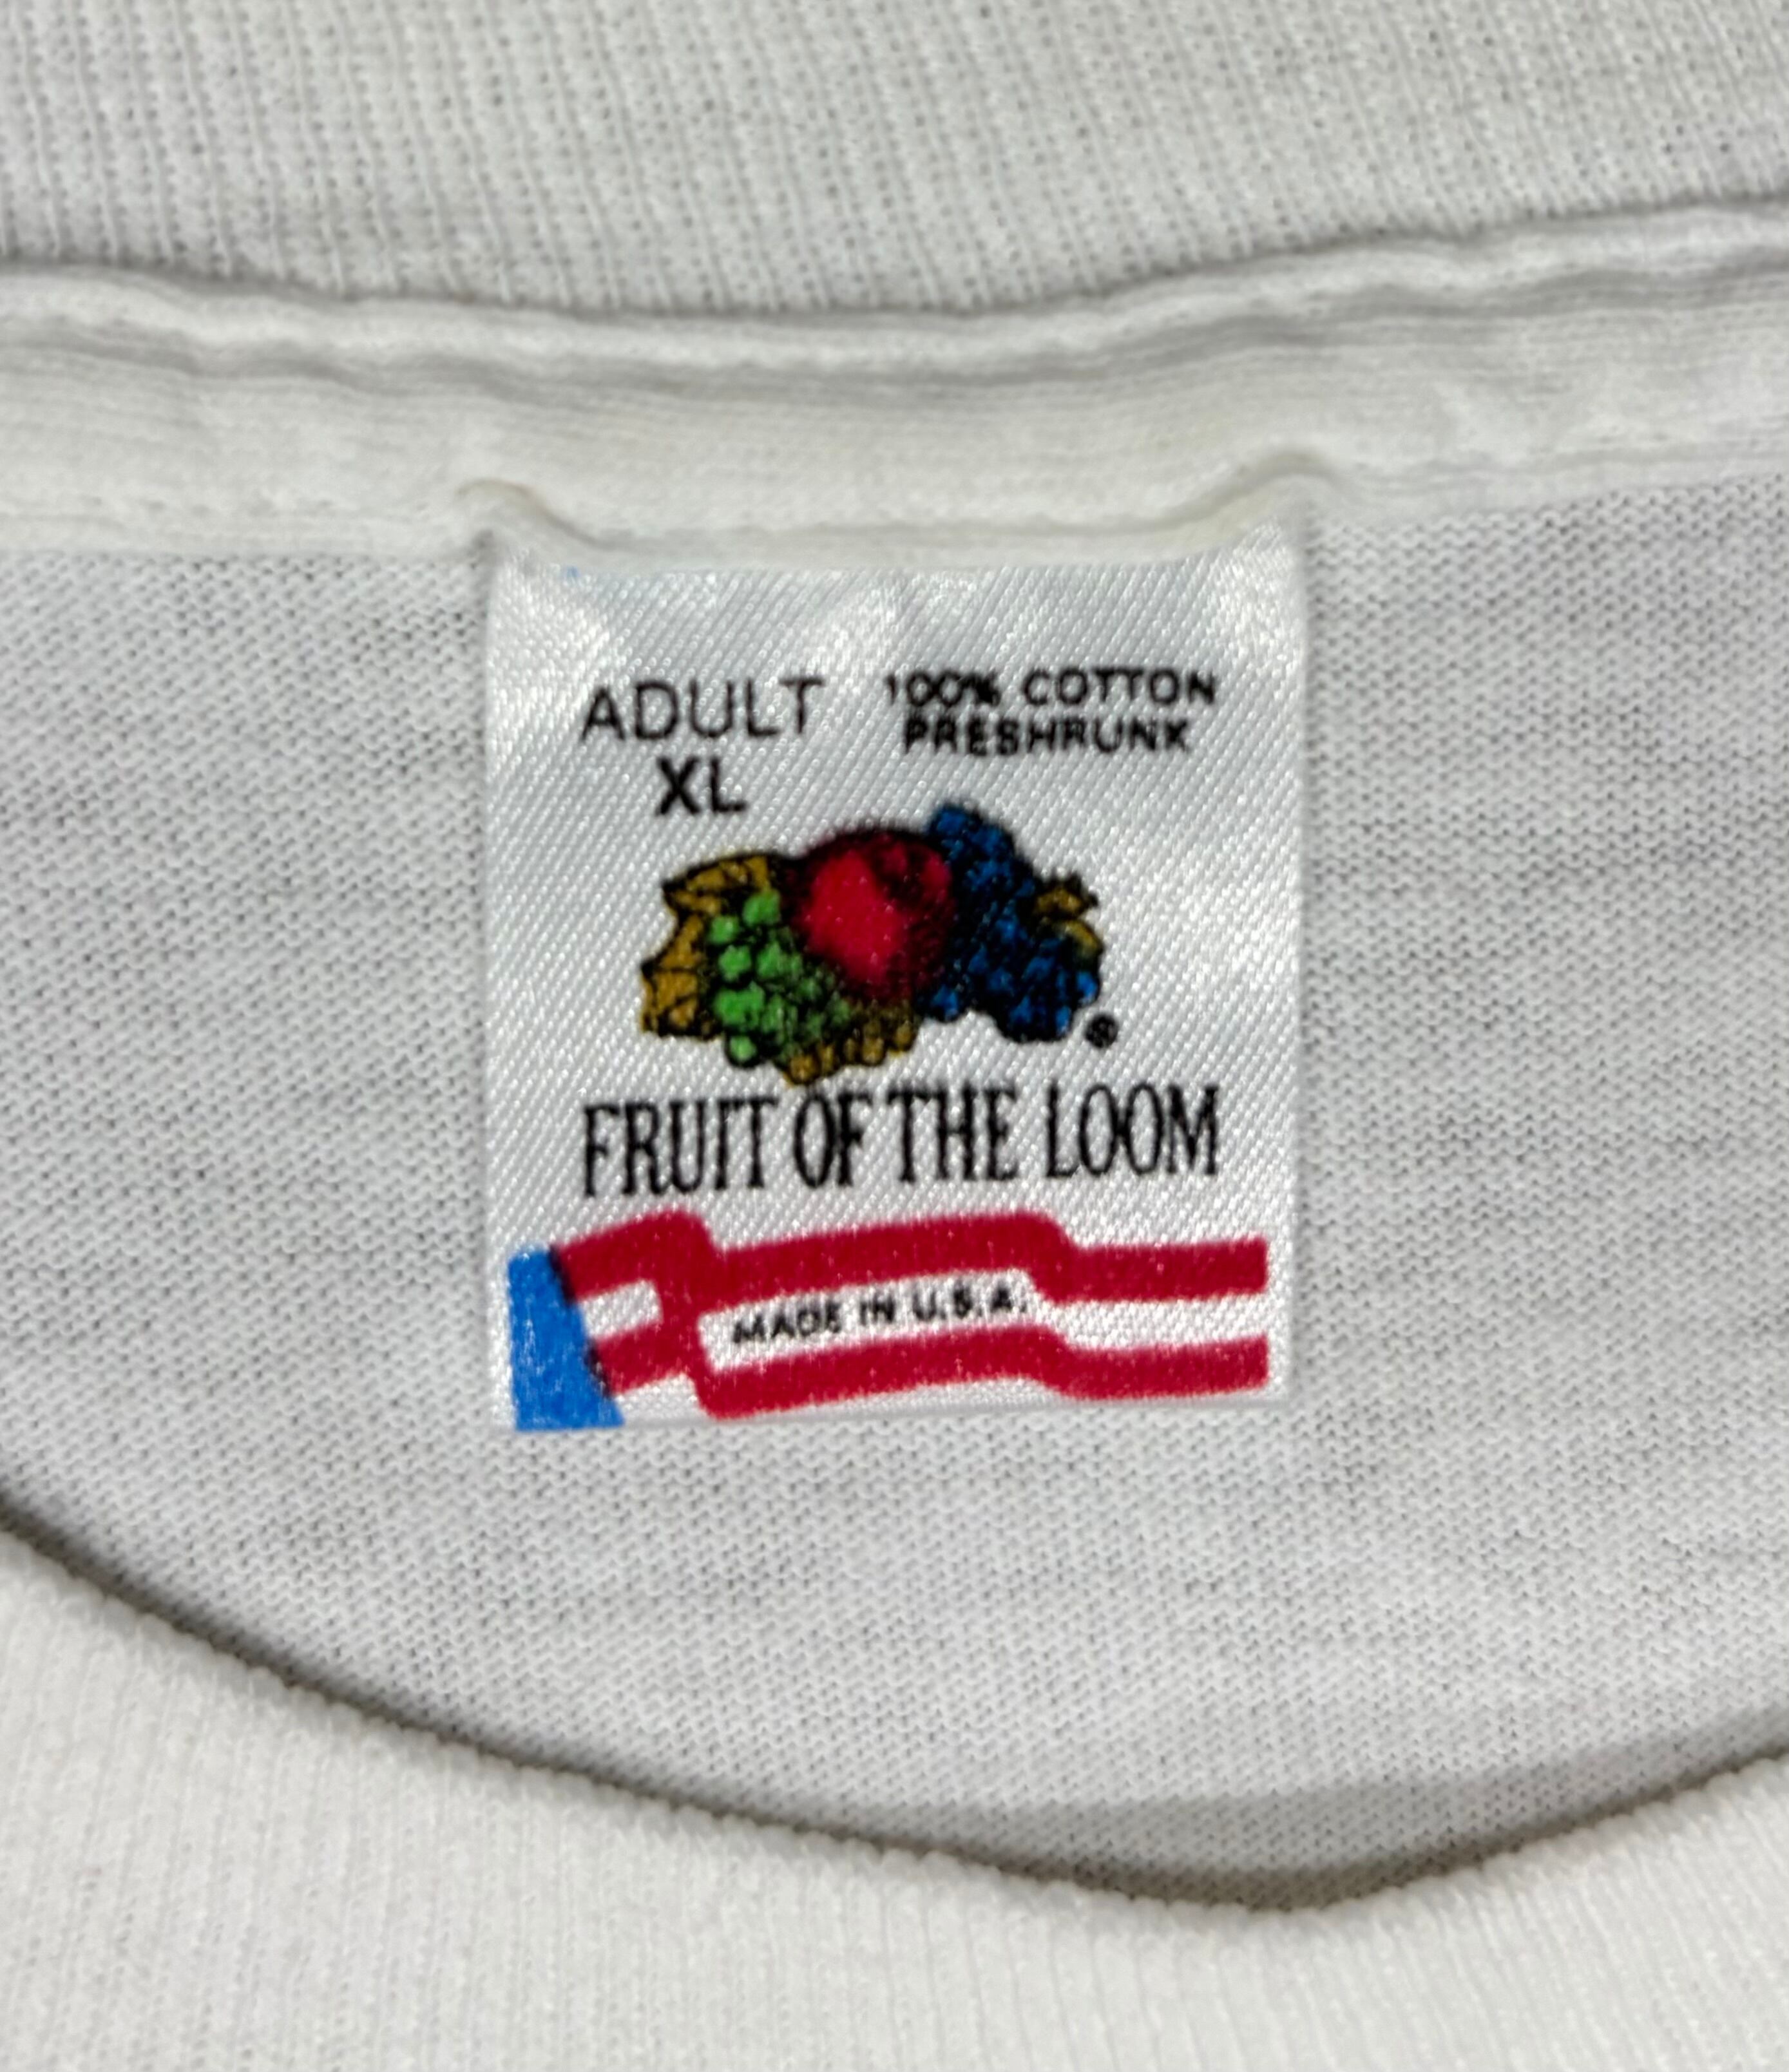 ADULT
XL
100% COTTON
PRESHRUNK
®
FRUIT OF THE LOOM
MADE IN U.S.A.